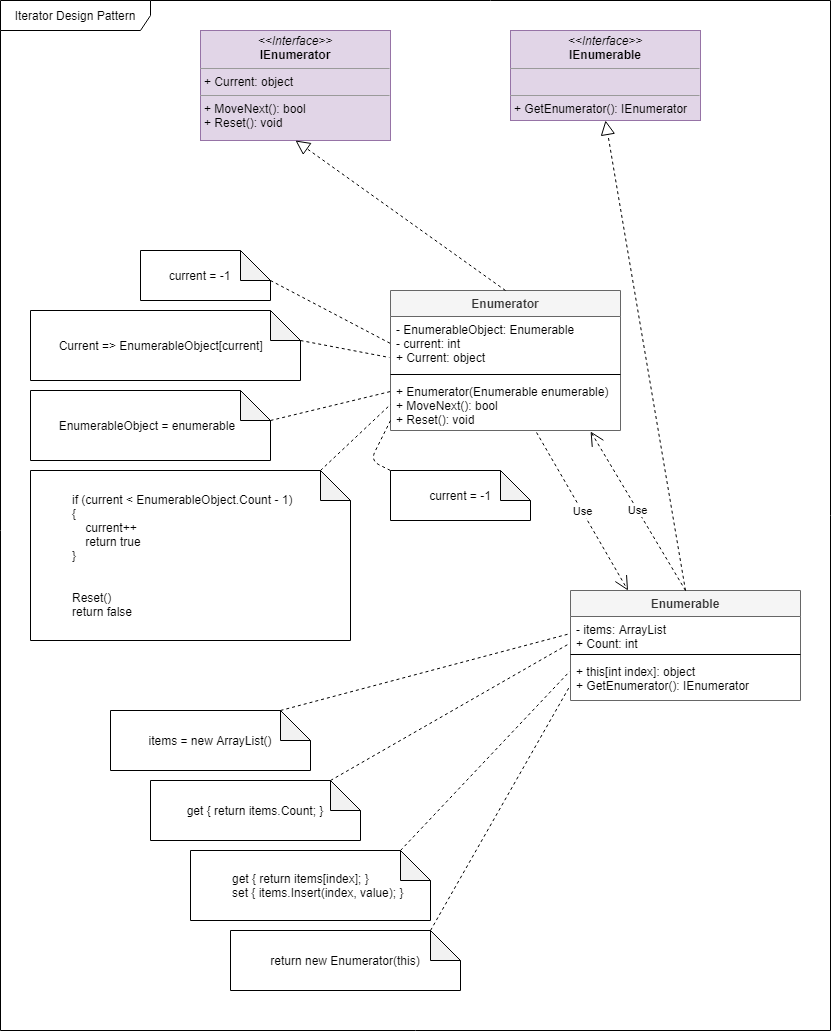 Iterator Design Pattern
<<Interface>>
IEnumerator
+ Current: object
+ MoveNext(): bool
+ Reset(): void
<<Interface>>
IEnumerable
+ GetEnumerator(): IEnumerator
current = -1
Current => EnumerableObject[current]
EnumerableObject = enumerable
if (current < EnumerableObject.Count - 1)
{
current++
return true
}
Reset()
return false
Enumerator
- EnumerableObject: Enumerable
- current: int
+ Current: object
+ Enumerator(Enumerable enumerable)
+ MoveNext(): bool
+ Reset(): void
current = -1
Use
Use
Enumerable
- items: ArrayList
+ Count: int
+ this[int index]: object
+ GetEnumerator(): IEnumerator
items = new ArrayList()
get { return items.Count; }
get { return items[index]; }
set { items.Insert(index, value); }
return new Enumerator(this)